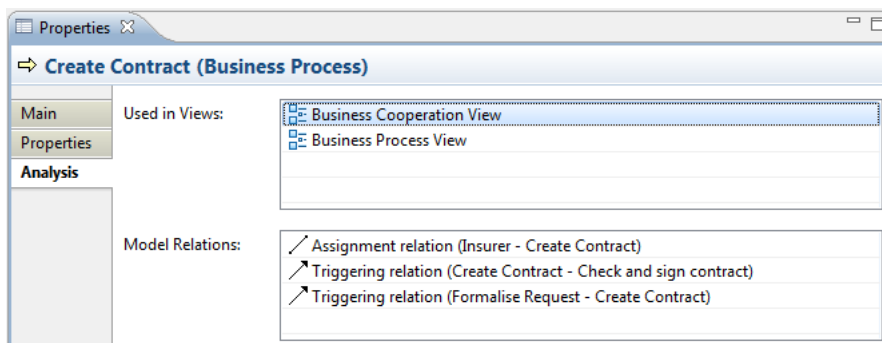 Properties
Create Contract (Business Process)
Main
Used in Views:
Business Cooperation View
Properties
Business Process View
Analysis
Model Relations:
Assignment relation (Insurer - Create Contract)
Triggering relation (Create Contract - Check and sign contract)
Triggering relation (Formalise Request - Create Contract)